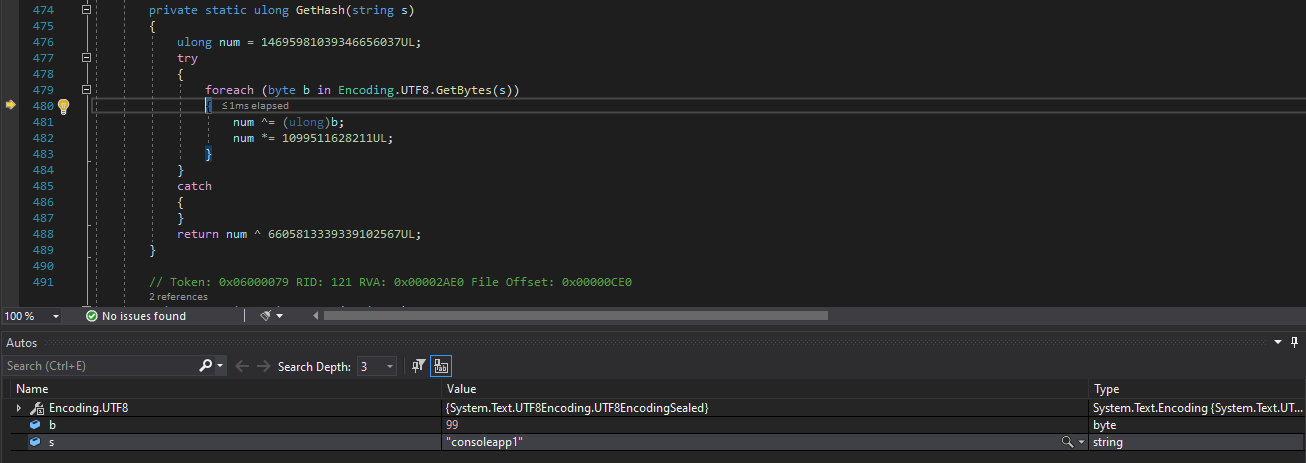 474 private static ulong GetHash(string s)
475 {
476 ulong num = 14695981039346656037UL;
477 try
478 {
479 foreach (byte b in Encoding.UTF8.GetBytes(s))
480 { ≤1ms elapsed
481 num ^= (ulong)b;
482 num *= 1099511628211UL;
483 }
484 }
485 catch
486 {
487 }
488 return num ^ 6605813339339102567UL;
489 }
490
491 // Token: 0x06000079 RID: 121 RVA: 0x00002AE0 File Offset: 0x00000CE0
2 references
100 % No issues found
Autos
Search (Ctrl+E) Search Depth: 3
Name Value Type
Encoding.UTF8 {System.Text.UTF8Encoding.UTF8EncodingSealed} System.Text.Encoding {System.Text.UT...
b 99 byte
s "consoleapp1" string